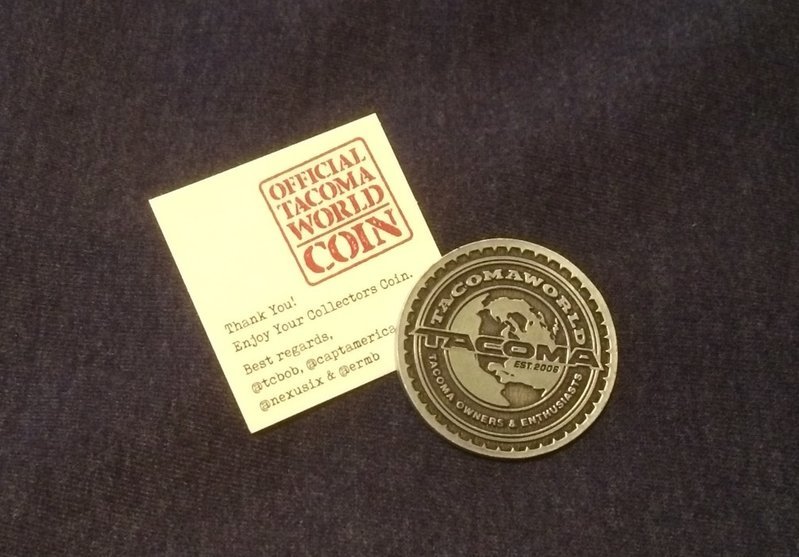 OFFICIAL
TACOMA
WORLD
COIN
Thank You!
Enjoy Your Collectors Coin.
Best regards,
@tcbob, @captamerica
@nexusix & @ermb
TACOMAWORLD
TACOMA
EST. 2006
TACOMA OWNERS & ENTHUSIASTS